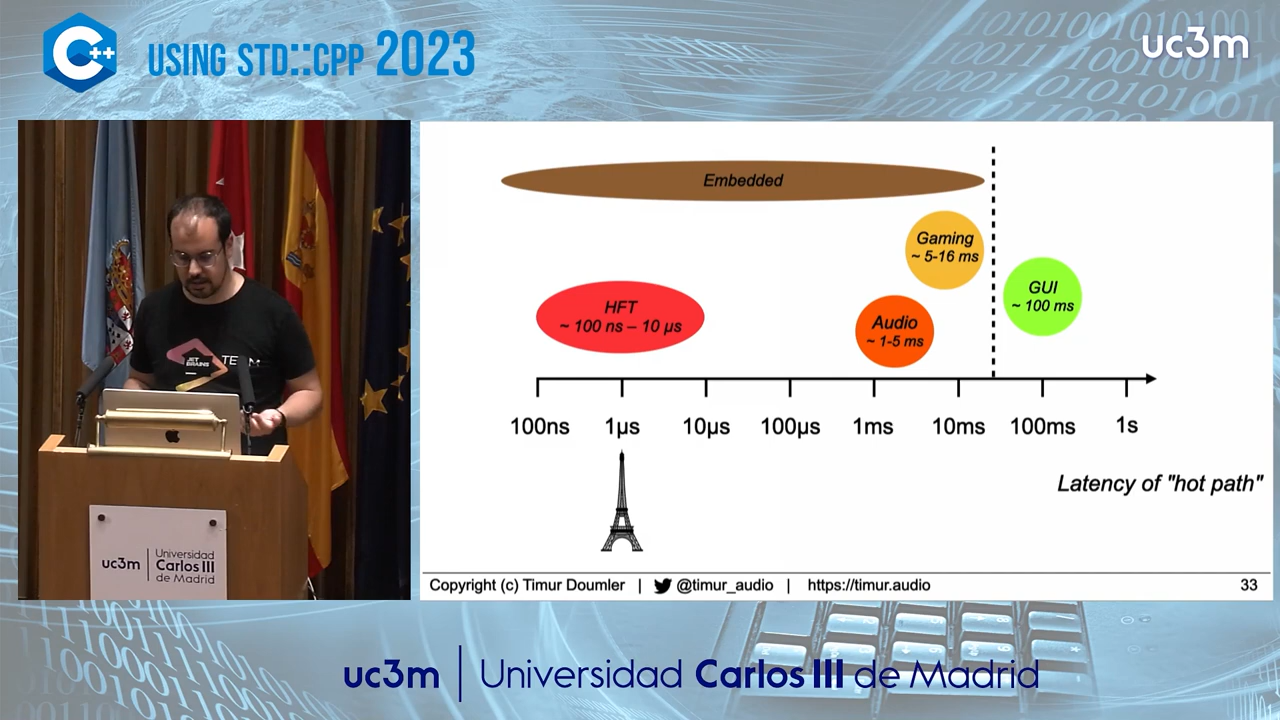 C++
USING STD::CPP 2023
uc3m
Embedded
Gaming
~ 5-16 ms
GUI
~ 100 ms
HFT
~ 100 ns – 10 µs
Audio
~ 1-5 ms
100ns 1µs 10µs 100µs 1ms 10ms 100ms 1s
Latency of "hot path"
Copyright (c) Timur Doumler | @timur_audio | https://timur.audio 33
JET
BRAINS
uc3m
Universidad
Carlos III
de Madrid
uc3m | Universidad Carlos III de Madrid